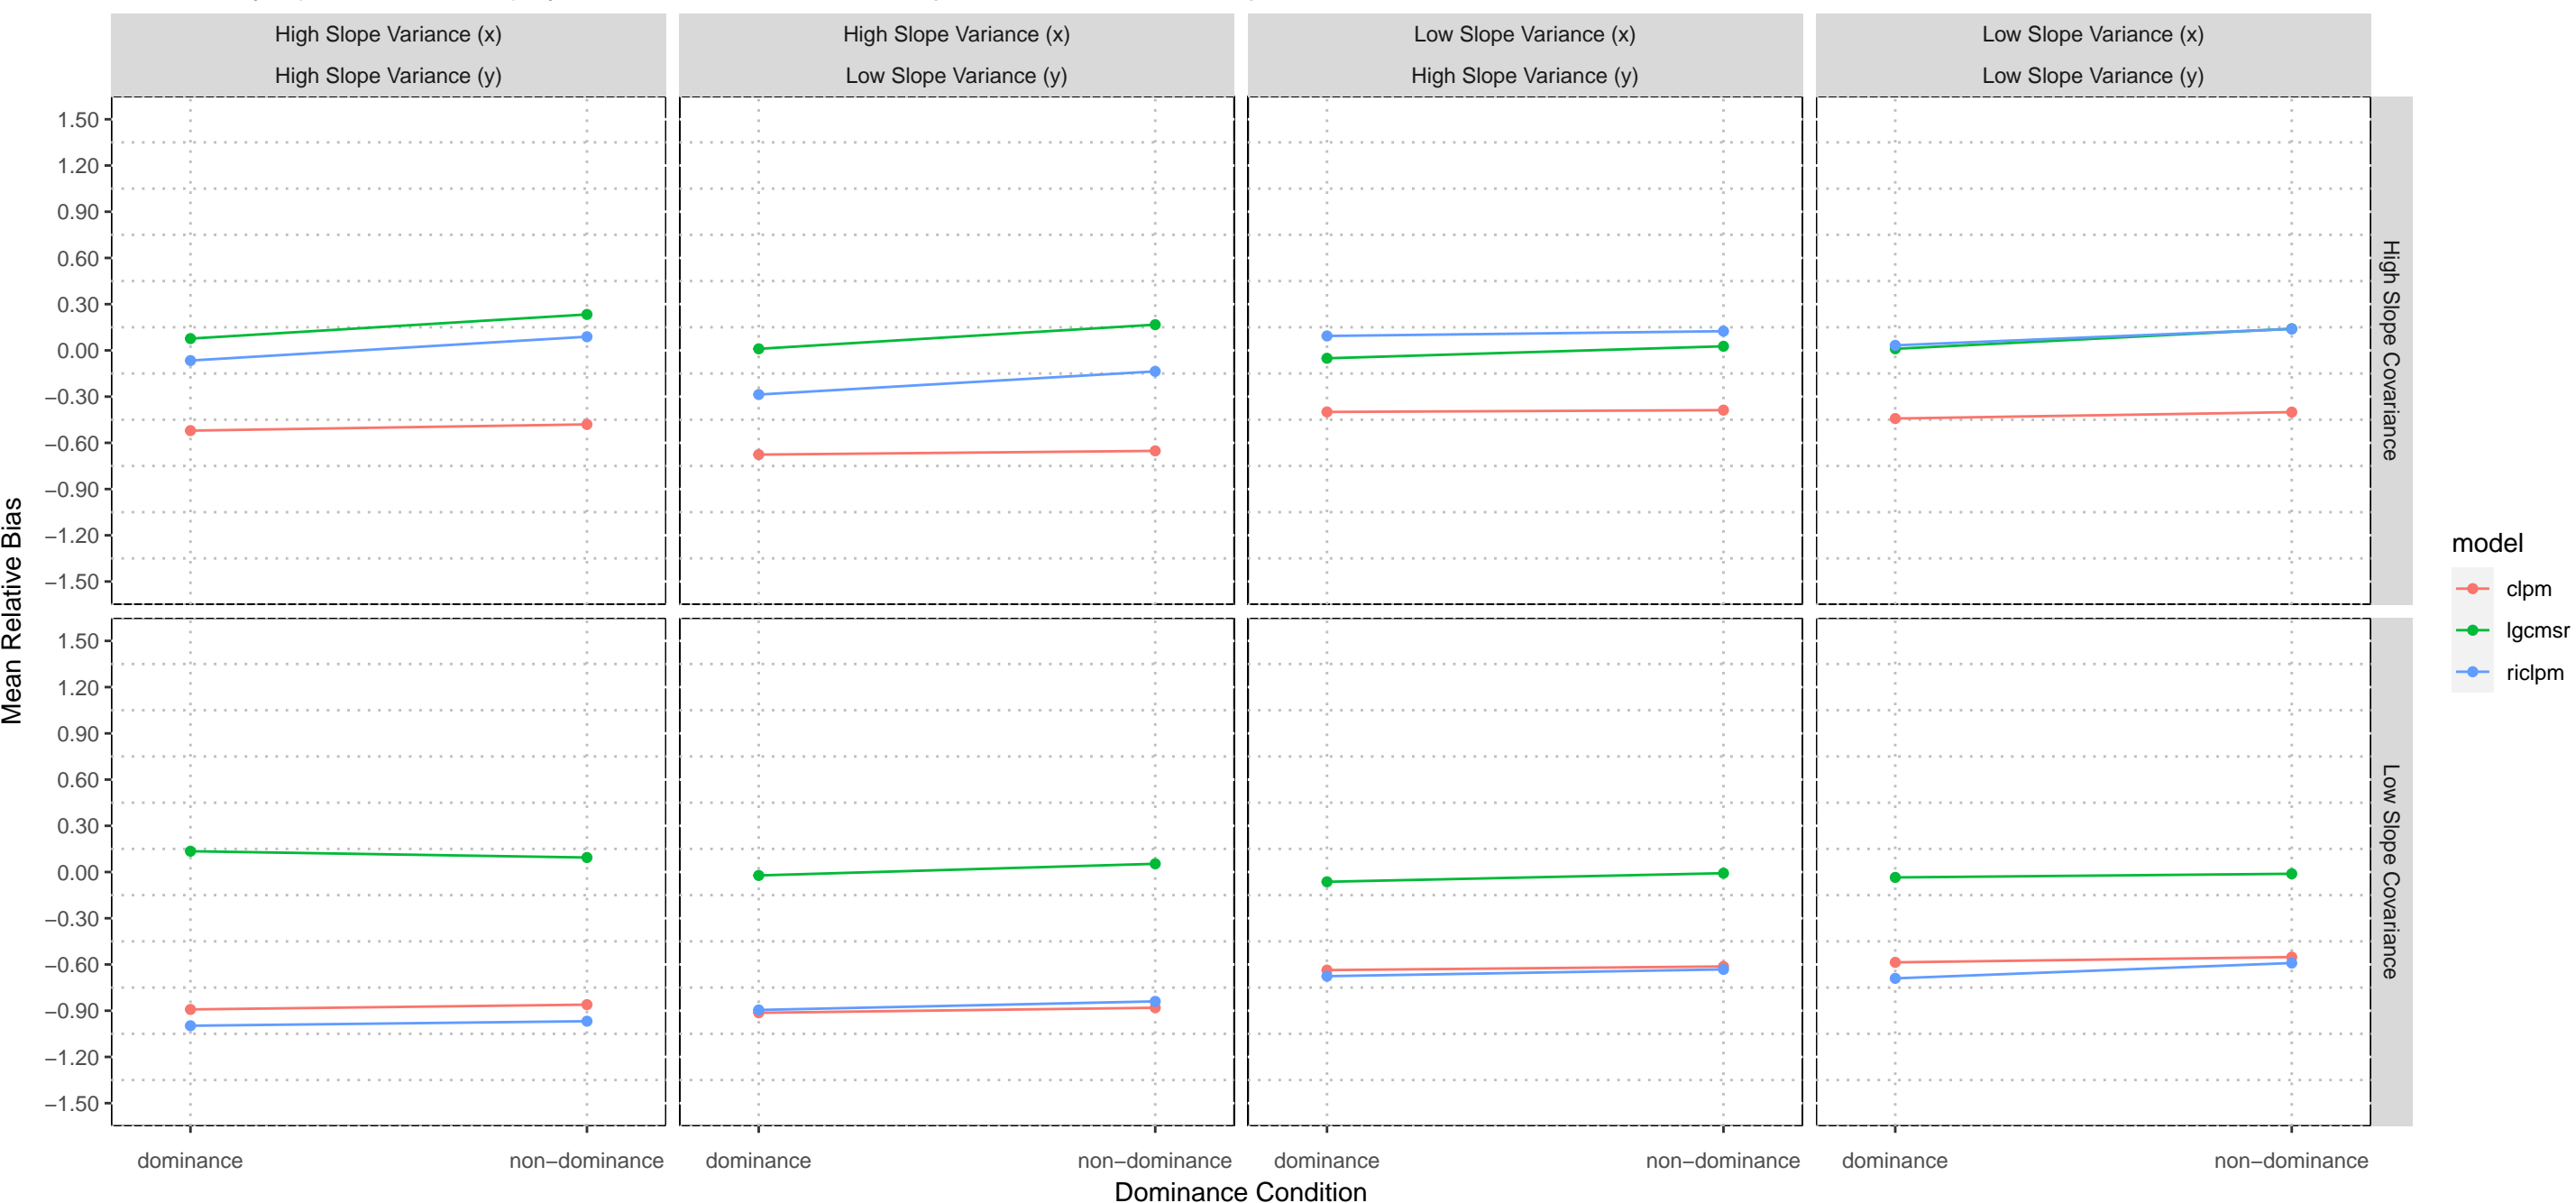 High Slope Variance (x)
High Slope Variance (y)
High Slope Variance (x)
Low Slope Variance (y)
Low Slope Variance (x)
High Slope Variance (y)
Low Slope Variance (x)
Low Slope Variance (y)
1.50
1.20
0.90
0.60
0.30
0.00
−0.30
−0.60
−0.90
−1.20
−1.50
High Slope Covariance
1.50
1.20
0.90
0.60
0.30
0.00
−0.30
−0.60
−0.90
−1.20
−1.50
Low Slope Covariance
Mean Relative Bias
dominance
non−dominance
dominance
non−dominance
dominance
non−dominance
dominance
non−dominance
Dominance Condition
model
clpm
lgcmsr
riclpm